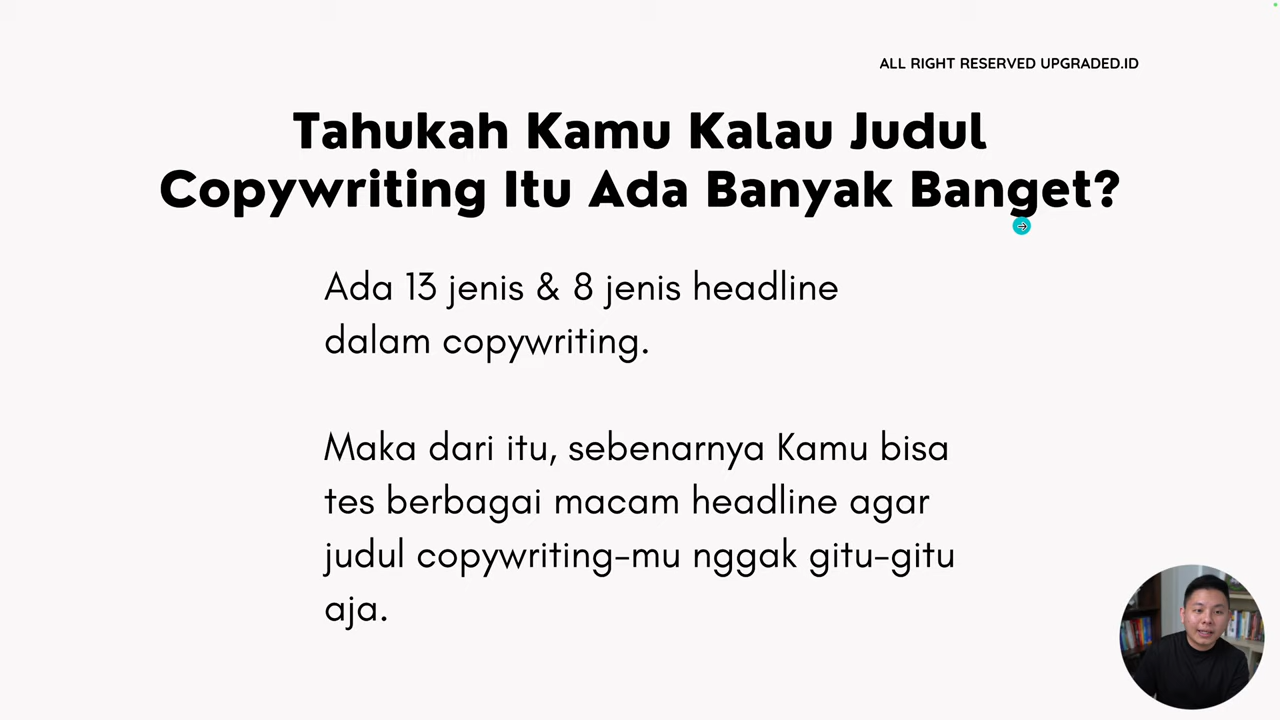 ALL RIGHT RESERVED UPGRADED.ID
Tahukah Kamu Kalau Judul
Copywriting Itu Ada Banyak Banget?
Ada 13 jenis & 8 jenis headline
dalam copywriting.
Maka dari itu, sebenarnya Kamu bisa
tes berbagai macam headline agar
judul copywriting-mu nggak gitu-gitu
aja.